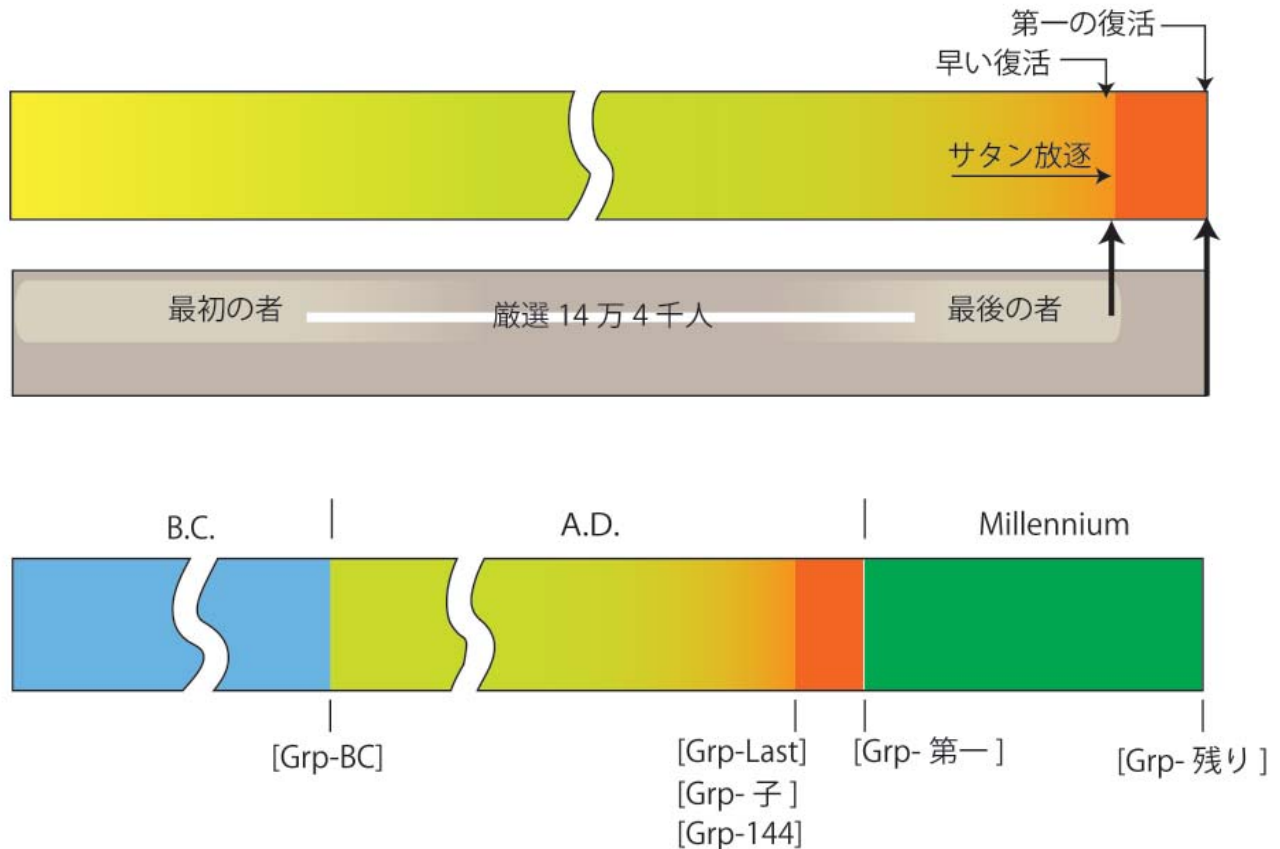 第一の復活
早い復活
サタン放逐
最初の者
厳選 14 万 4 千人
最後の者
B.C.
A.D.
Millennium
[Grp-BC]
[Grp-Last]
[Grp- 第一 ]
[Grp- 残り ]
[Grp- 子 ]
[Grp-144]